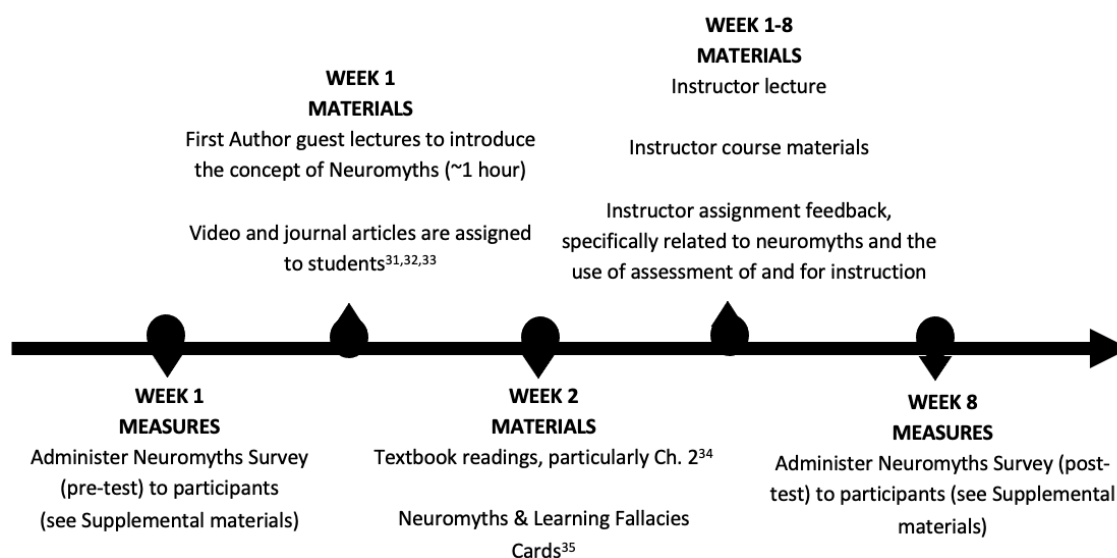 WEEK 1-8
MATERIALS
Instructor lecture
Instructor course materials
Instructor assignment feedback,
specifically related to neuromyths and the
use of assessment of and for instruction
WEEK 1
MATERIALS
First Author guest lectures to introduce
the concept of Neuromyths (~1 hour)
Video and journal articles are assigned
to students³¹,³²,³³
WEEK 1
MEASURES
Administer Neuromyths Survey
(pre-test) to participants
(see Supplemental materials)
WEEK 2
MATERIALS
Textbook readings, particularly Ch. 2³⁴
Neuromyths & Learning Fallacies
Cards³⁵
WEEK 8
MEASURES
Administer Neuromyths Survey (post-
test) to participants (see Supplemental
materials)